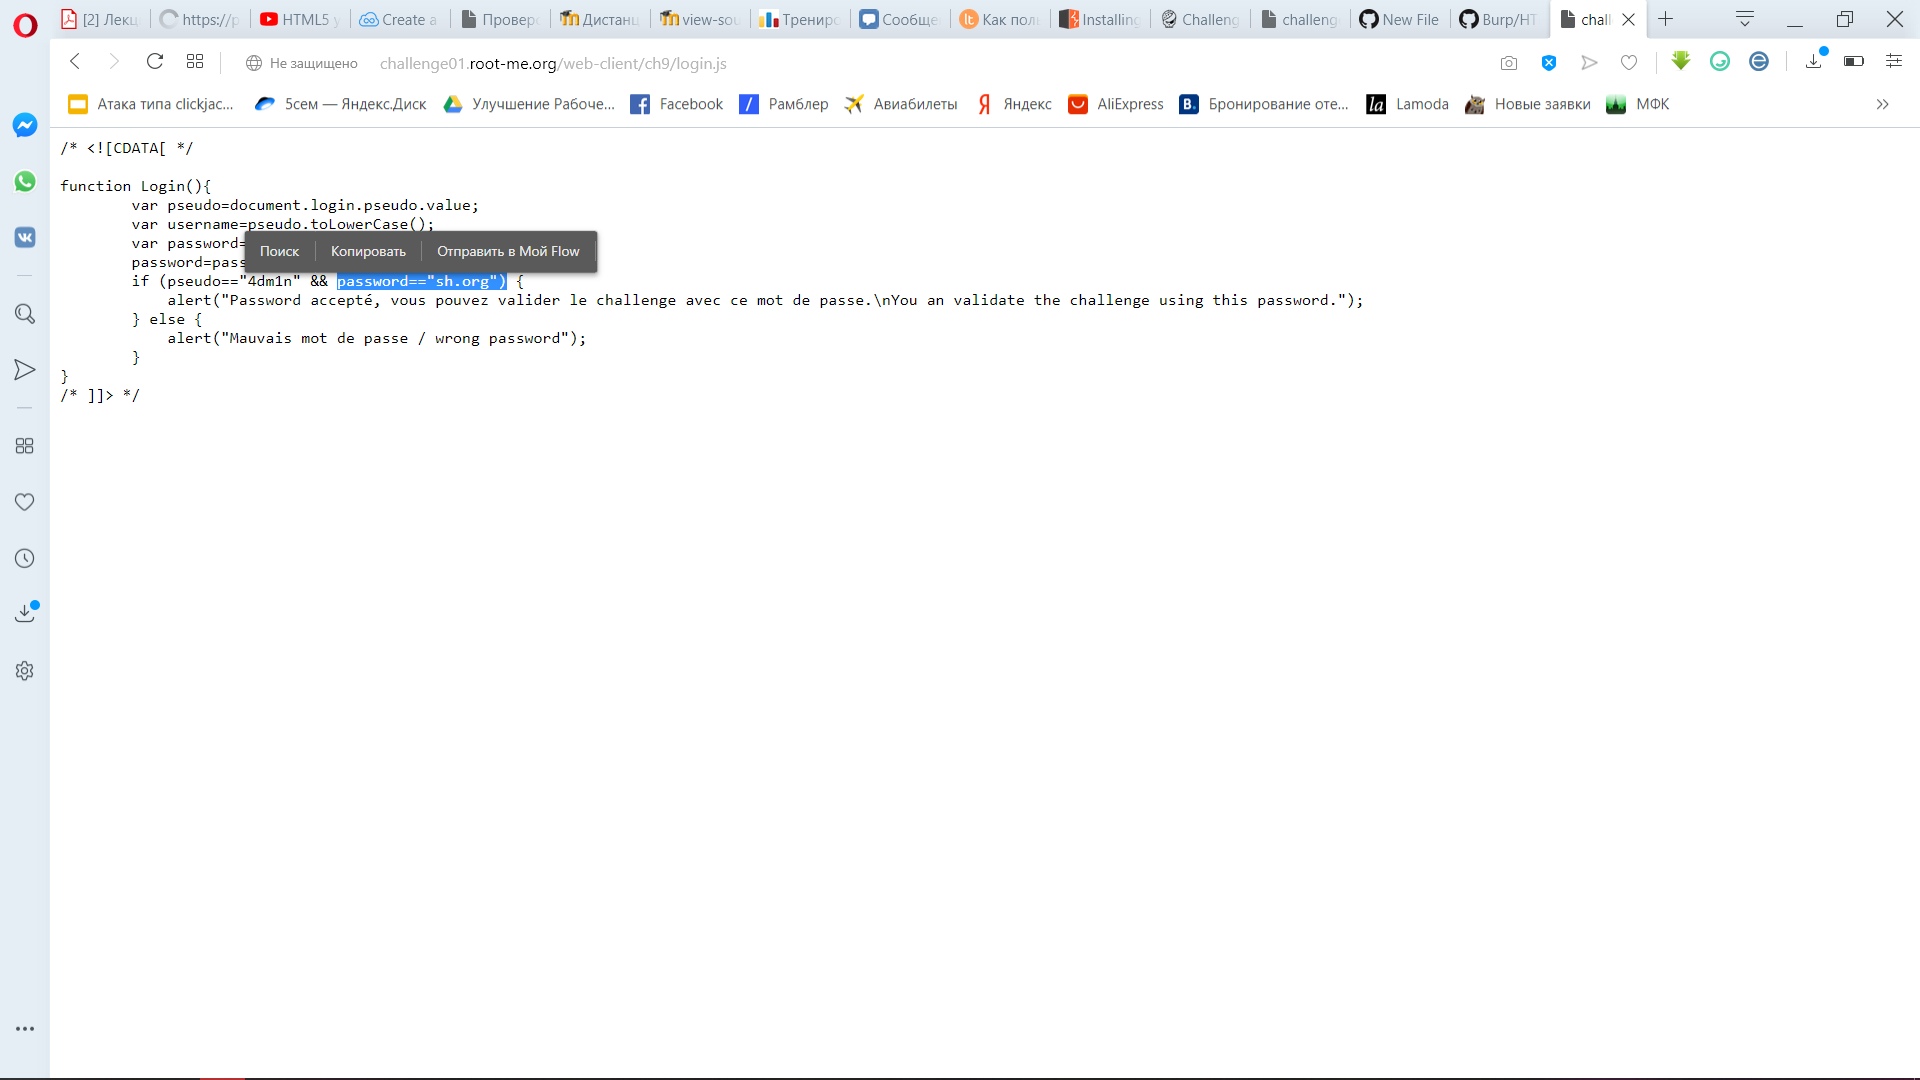 [2] Лекц
https://p
HTML5 y
Create a
Провер
Дистан
view-sou
Трениро
Сообще
Как пол
Installing
Challeng
challeng
New File
Burp/HT
chall
Не защищено challenge01.root-me.org/web-client/ch9/login.js
Атака типа clickjac...
5сем — Яндекс.Диск
Улучшение Рабоче...
Facebook
Рамблер
Авиабилеты
Яндекс
AliExpress
B. Бронирование оте...
la Lamoda
Новые заявки
МФК
/* <![CDATA[ */
function Login(){
var pseudo=document.login.pseudo.value;
var username=pseudo.toLowerCase();
var password=
password=pass
Поиск
Копировать
Отправить в Мой Flow
if (pseudo=="4dm1n" && password=="sh.org") {
alert("Password accepté, vous pouvez valider le challenge avec ce mot de passe.\nYou an validate the challenge using this password.");
} else {
alert("Mauvais mot de passe / wrong password");
}
}
/* ]]> */